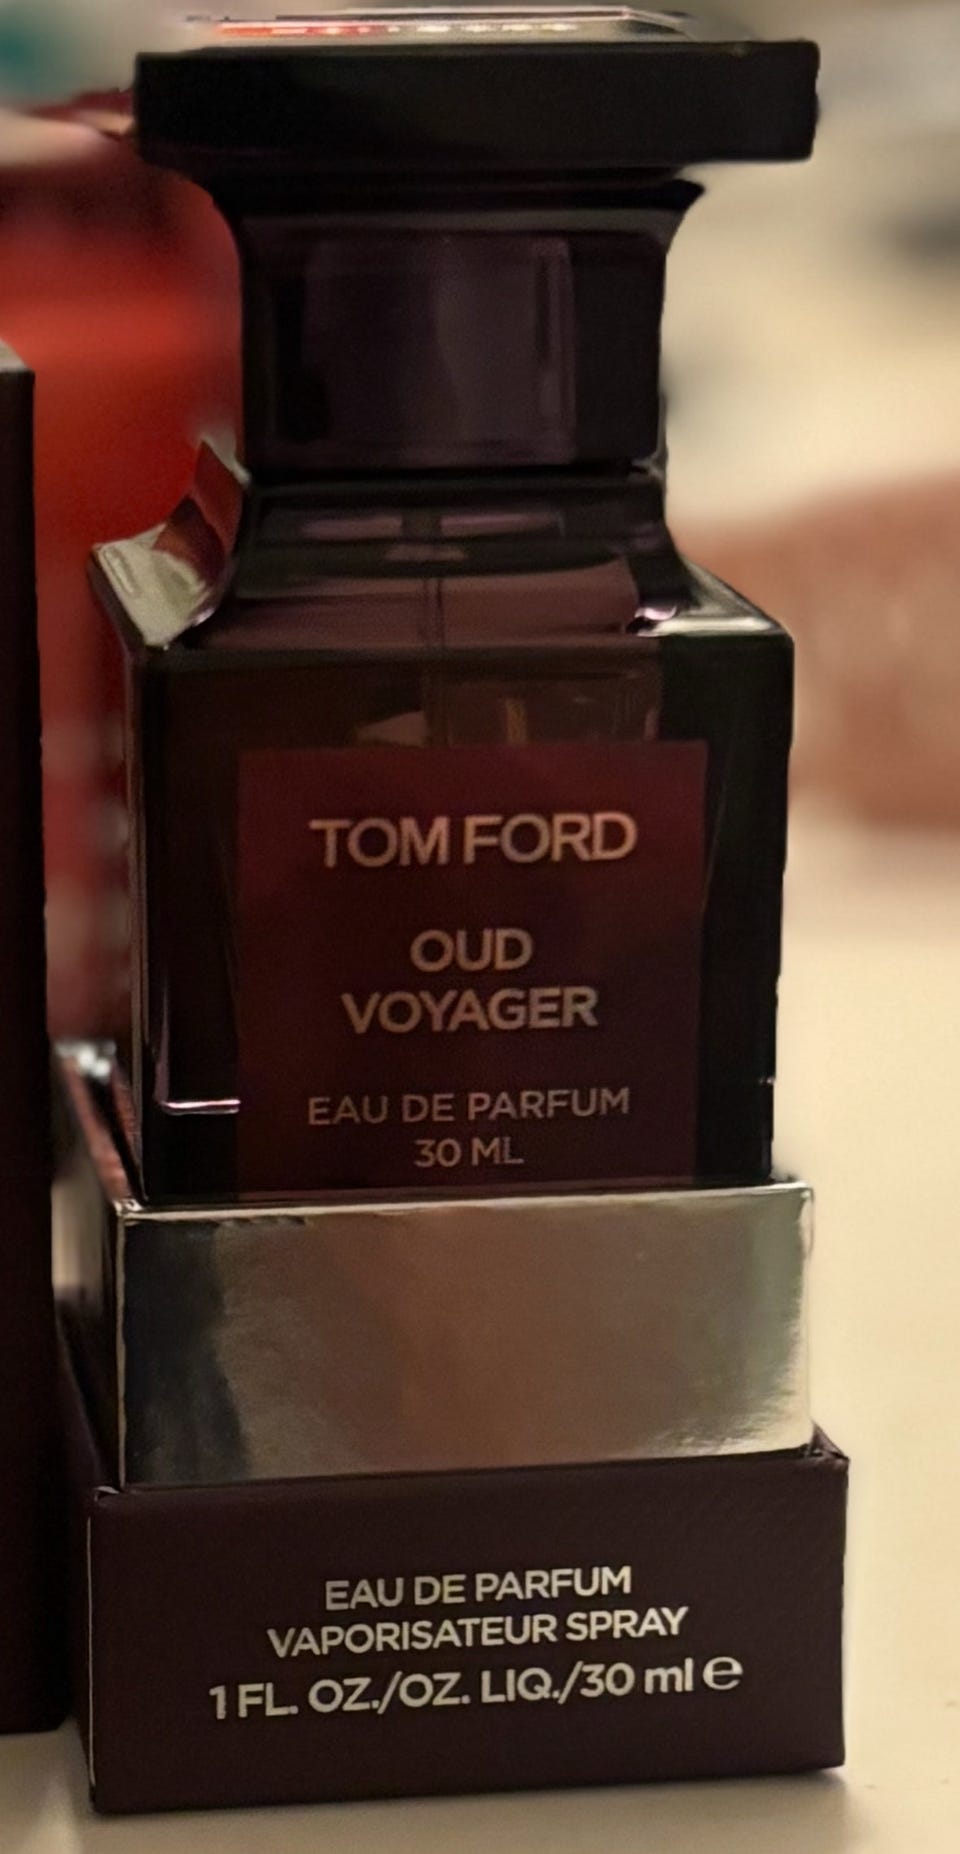 TOM FORD
OUD
VOYAGER
EAU DE PARFUM
30 ML
EAU DE PARFUM
VAPORISATEUR SPRAY
1 FL. OZ./OZ. LIQ./30 ml ℮